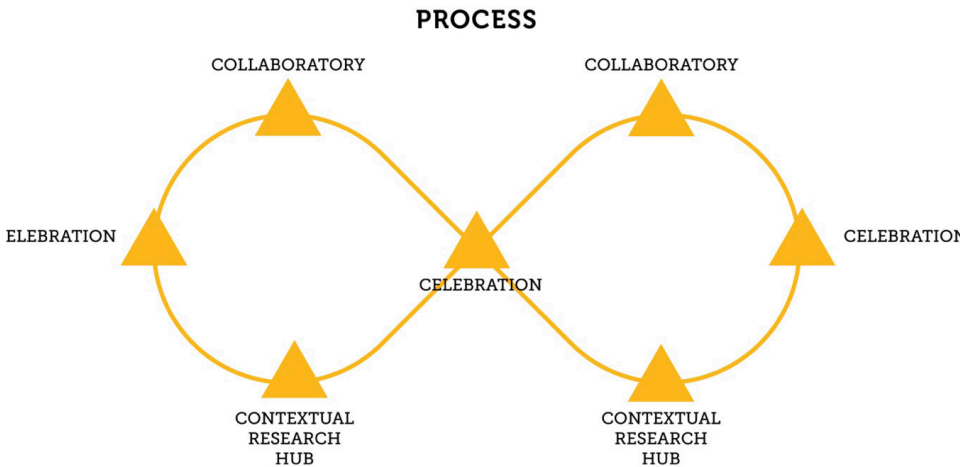 PROCESS
COLLABORATORY
COLLABORATORY
ELEBRATION
CELEBRATION
CELEBRATION
CONTEXTUAL
RESEARCH
HUB
CONTEXTUAL
RESEARCH
HUB